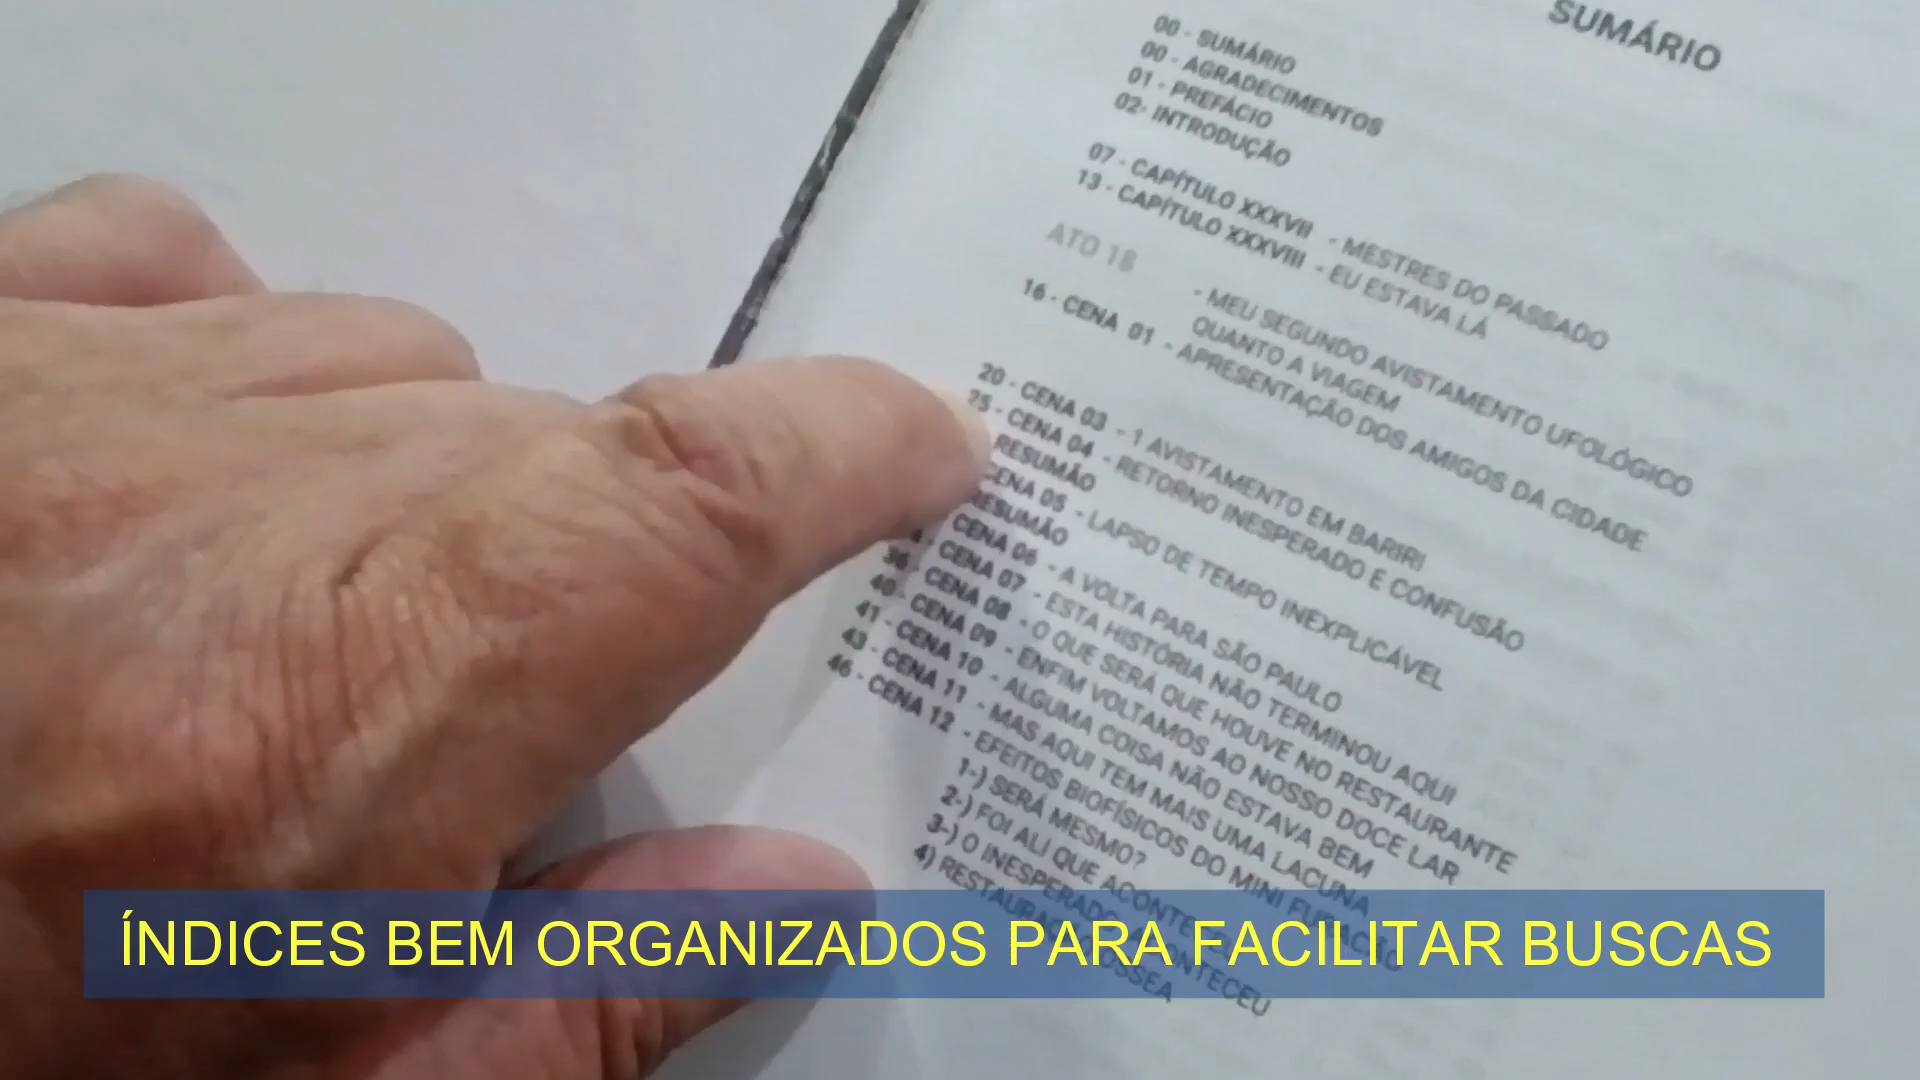 SUMÁRIO
00 - SUMÁRIO
00 - AGRADECIMENTOS
01 - PREFÁCIO
02- INTRODUÇÃO
07 - CAPÍTULO XXXVII - MESTRES DO PASSADO
13 - CAPÍTULO XXXVIII - EU ESTAVA LÁ
ATO 18
- MEU SEGUNDO AVISTAMENTO UFOLÓGICO
QUANTO A VIAGEM
16 - CENA 01 - APRESENTAÇÃO DOS AMIGOS DA CIDADE
20 - CENA 03 - 1 AVISTAMENTO EM BARIRI
25 - CENA 04 - RETORNO INESPERADO E CONFUSÃO
RESUMÃO
CENA 05 - LAPSO DE TEMPO INEXPLICÁVEL
RESUMÃO
CENA 06 - A VOLTA PARA SÃO PAULO
CENA 07 - ESTA HISTÓRIA NÃO TERMINOU AQUI
CENA 08 - O QUE SERÁ QUE HOUVE NO RESTAURANTE
40 - CENA 09 - ENFIM VOLTAMOS AO NOSSO DOCE LAR
41 - CENA 10 - ALGUMA COISA NÃO ESTAVA BEM
43 - CENA 11 - MAS AQUI TEM MAIS UMA LACUNA
46 - CENA 12 - EFEITOS BIOFÍSICOS DO MINI FURACÃO
1-) SERÁ MESMO?
2-) FOI ALI QUE ACONTECEU
3-) O INESPERADO ACONTECEU
4) RESTAURAÇÃO ÓSSEA
ÍNDICES BEM ORGANIZADOS PARA FACILITAR BUSCAS